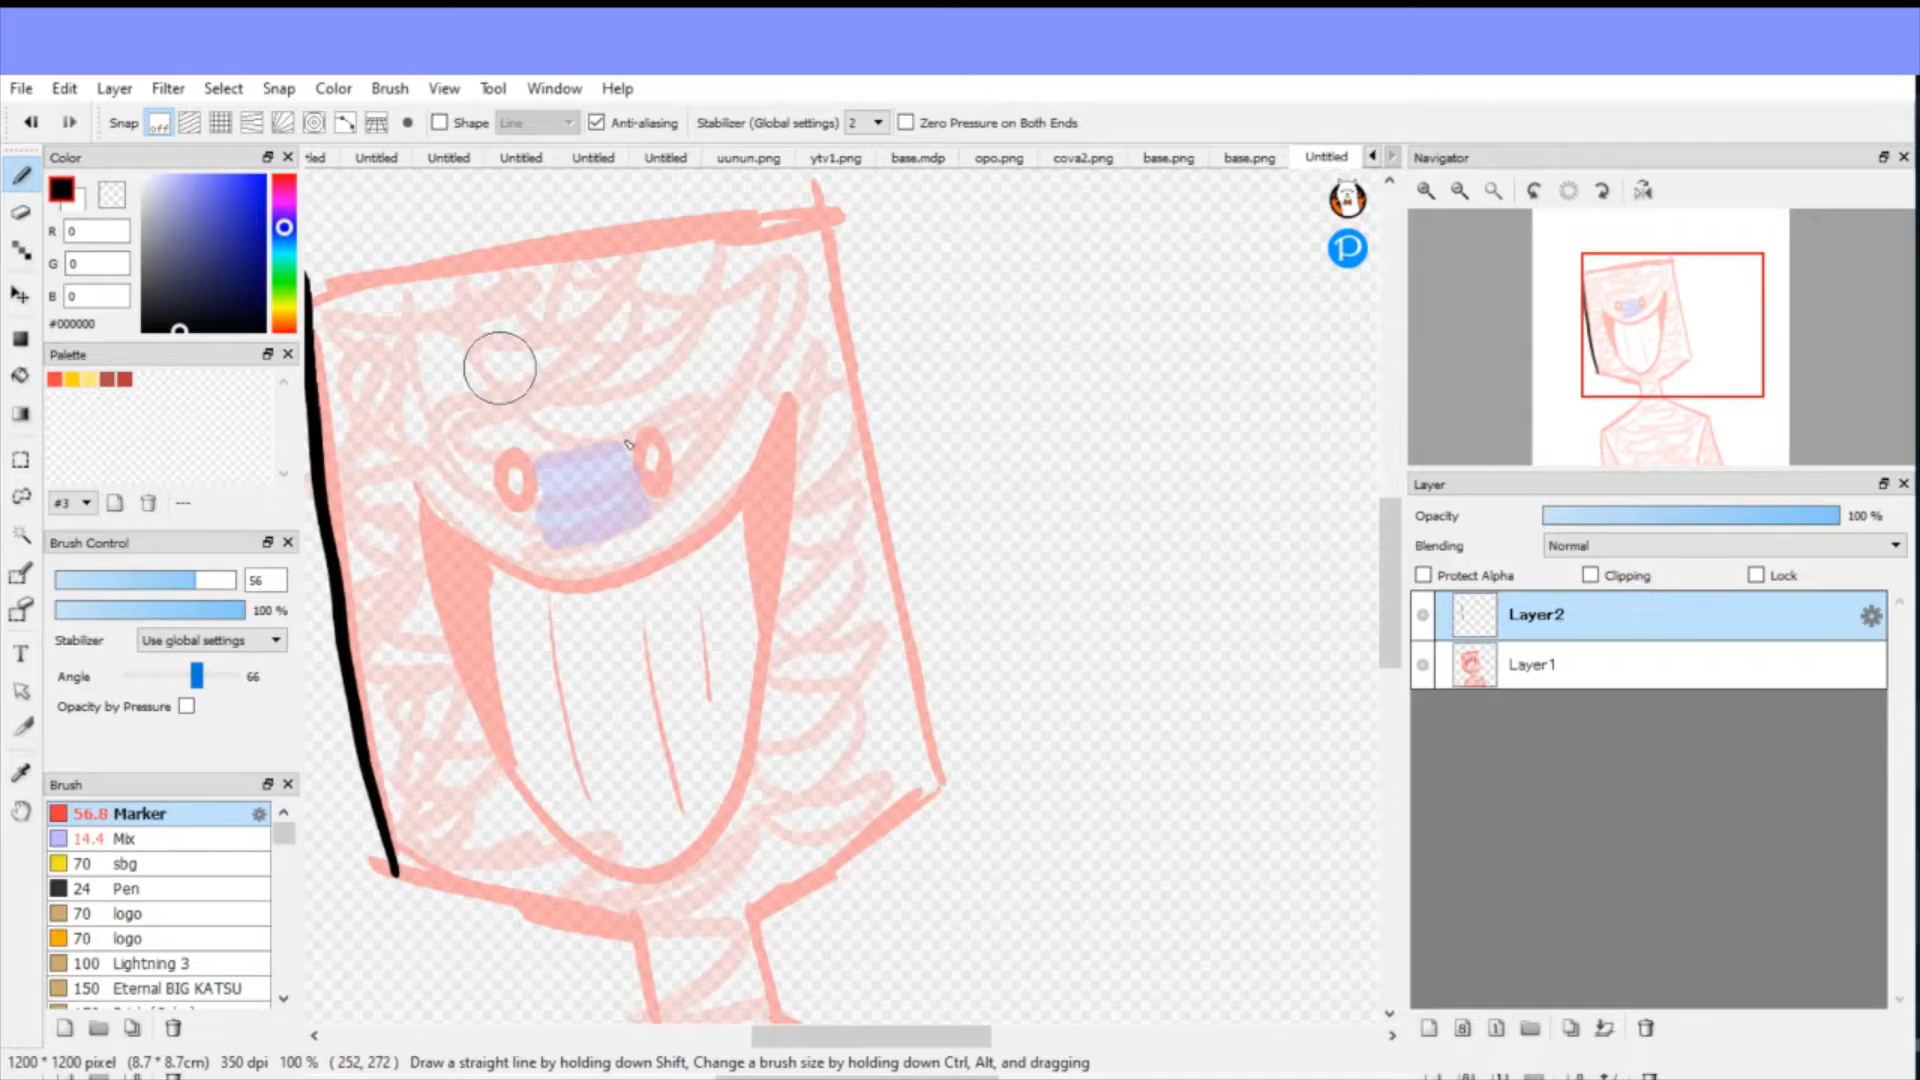 File Edit Layer Filter Select Snap Color Brush View Tool Window Help
Snap off Shape Line Anti-aliasing Stabilizer (Global settings) 2 Zero Pressure on Both Ends
Color
tled Untitled Untitled Untitled Untitled Untitled uunun.png ytv1.png base.mdp opo.png cova2.png base.png base.png Untitled
Navigator
R 0
G 0
B 0
#000000
Palette
#3 ---
Brush Control
56
100 %
Stabilizer Use global settings
Angle 66
Opacity by Pressure
Brush
56.8 Marker
14.4 Mix
70 sbg
24 Pen
70 logo
70 logo
100 Lightning 3
150 Eternal BIG KATSU
P
Layer
Opacity 100 %
Blending Normal
Protect Alpha Clipping Lock
Layer2
Layer1
8 1
T
1200 * 1200 pixel (8.7 * 8.7cm) 350 dpi 100 % ( 252, 272 ) Draw a straight line by holding down Shift, Change a brush size by holding down Ctrl, Alt, and dragging